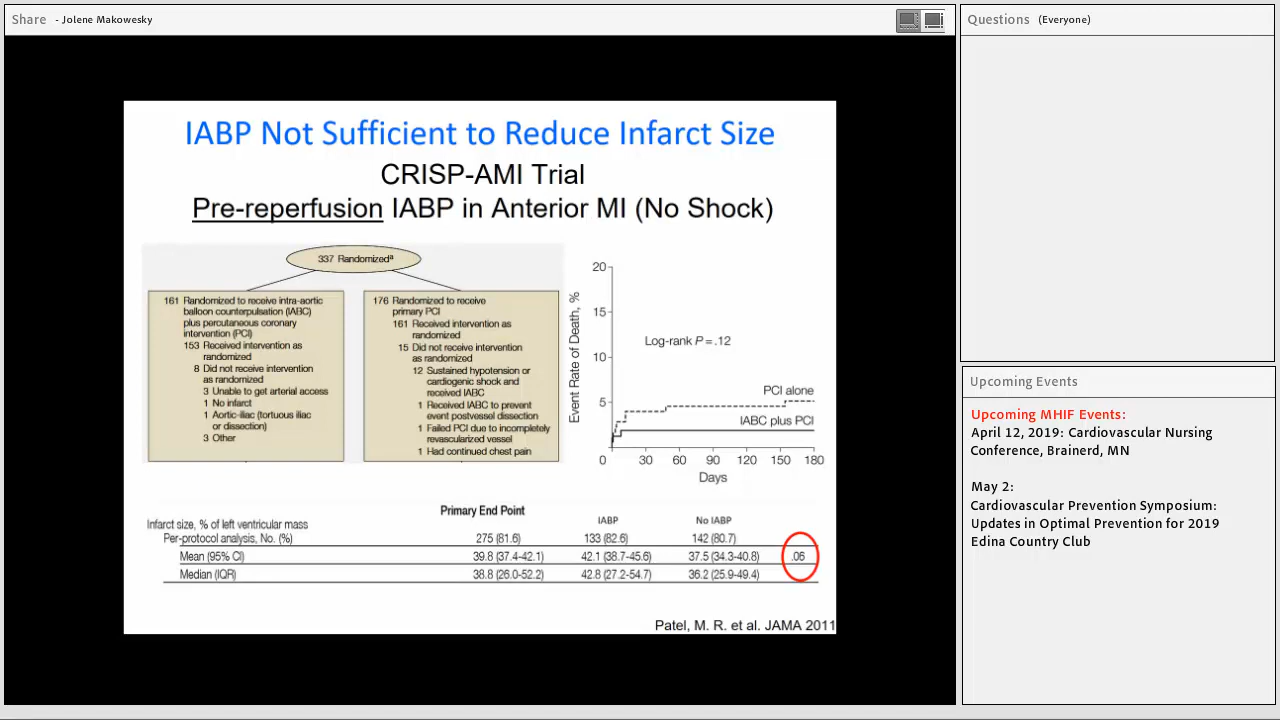 Share - Jolene Makowesky
IABP Not Sufficient to Reduce Infarct Size
CRISP-AMI Trial
Pre-reperfusion IABP in Anterior MI (No Shock)
337 Randomizedª
161 Randomized to receive intra-aortic
balloon counterpulsation (IABC)
plus percutaneous coronary
intervention (PCI)
153 Received intervention as
randomized
8 Did not receive intervention
as randomized
3 Unable to get arterial access
1 No infarct
1 Aortic-iliac (tortuous iliac
or dissection)
3 Other
176 Randomized to receive
primary PCI
161 Received intervention as
randomized
15 Did not receive intervention
as randomized
12 Sustained hypotension or
cardiogenic shock and
received IABC
1 Received IABC to prevent
event postvessel dissection
1 Failed PCI due to incompletely
revascularized vessel
1 Had continued chest pain
Event Rate of Death, %
20
15
10
5
0
Log-rank P = .12
PCI alone
IABC plus PCI
30 60 90 120 150 180
Days
Primary End Point
IABP No IABP
Infarct size, % of left ventricular mass
Per-protocol analysis, No. (%) 275 (81.6) 133 (82.6) 142 (80.7)
Mean (95% CI) 39.8 (37.4-42.1) 42.1 (38.7-45.6) 37.5 (34.3-40.8) .06
Median (IQR) 38.8 (26.0-52.2) 42.8 (27.2-54.7) 36.2 (25.9-49.4)
Patel, M. R. et al. JAMA 2011
Questions (Everyone)
Upcoming Events
Upcoming MHIF Events:
April 12, 2019: Cardiovascular Nursing
Conference, Brainerd, MN
May 2:
Cardiovascular Prevention Symposium:
Updates in Optimal Prevention for 2019
Edina Country Club